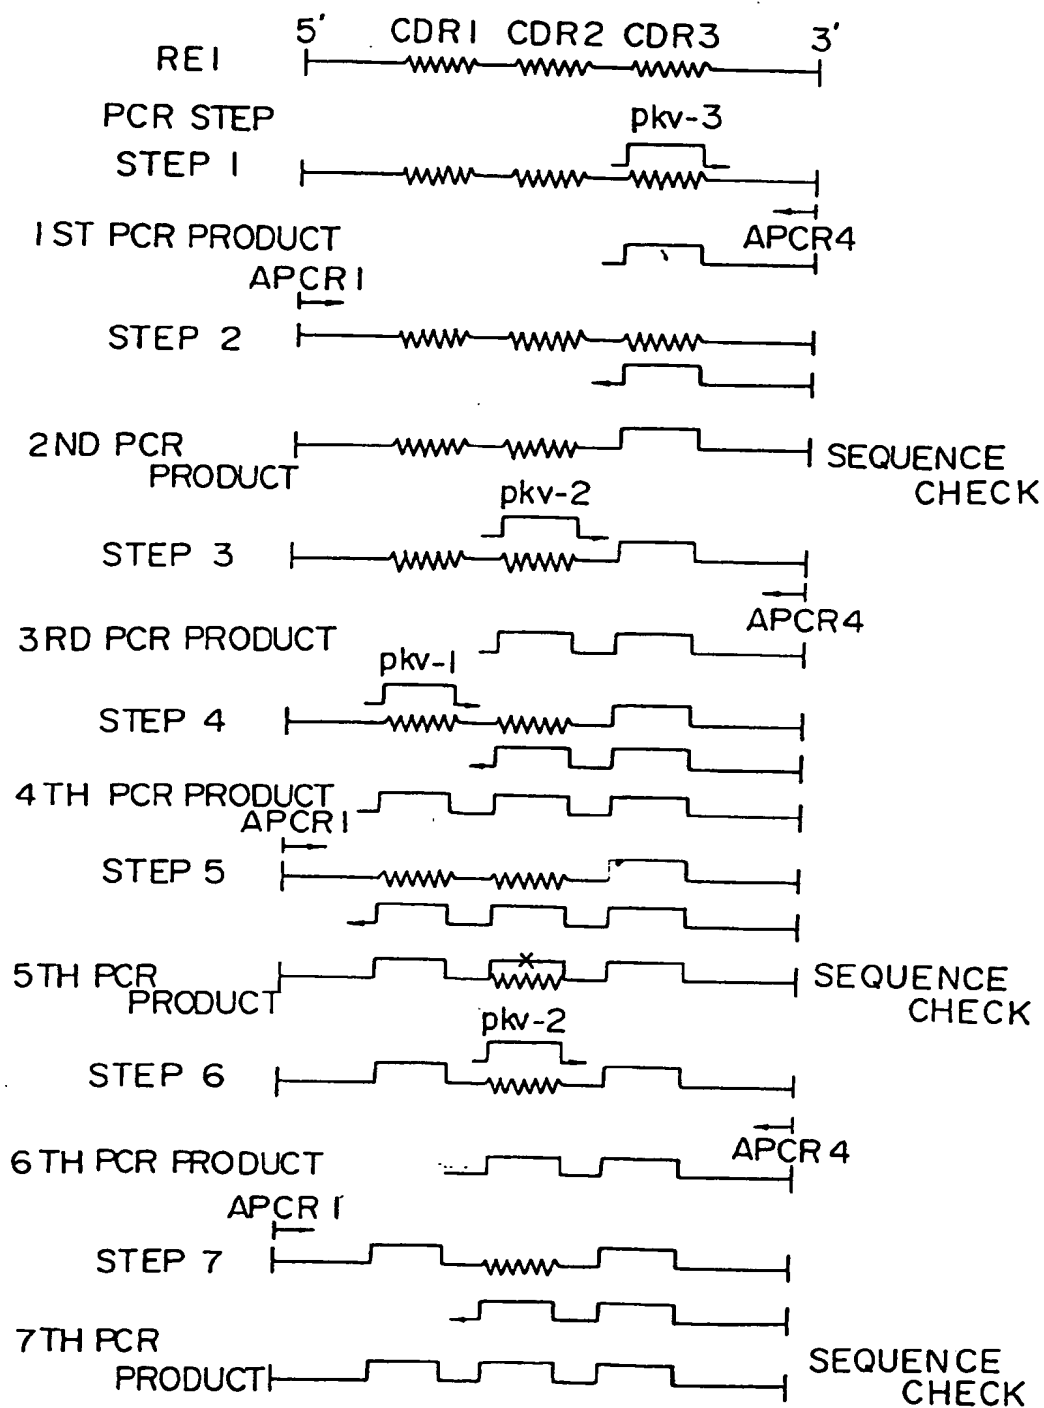 5′ CDR1 CDR2 CDR3 3′
RE1
PCR STEP
pkv-3
STEP 1
1ST PCR PRODUCT
APCR4
APCR1
STEP 2
2ND PCR
PRODUCT
SEQUENCE
CHECK
pkv-2
STEP 3
APCR4
3RD PCR PRODUCT
pkv-1
STEP 4
4TH PCR PRODUCT
APCR1
STEP 5
5TH PCR
PRODUCT
x
SEQUENCE
CHECK
pkv-2
STEP 6
APCR4
6TH PCR PRODUCT
APCR1
STEP 7
7TH PCR
PRODUCT
SEQUENCE
CHECK